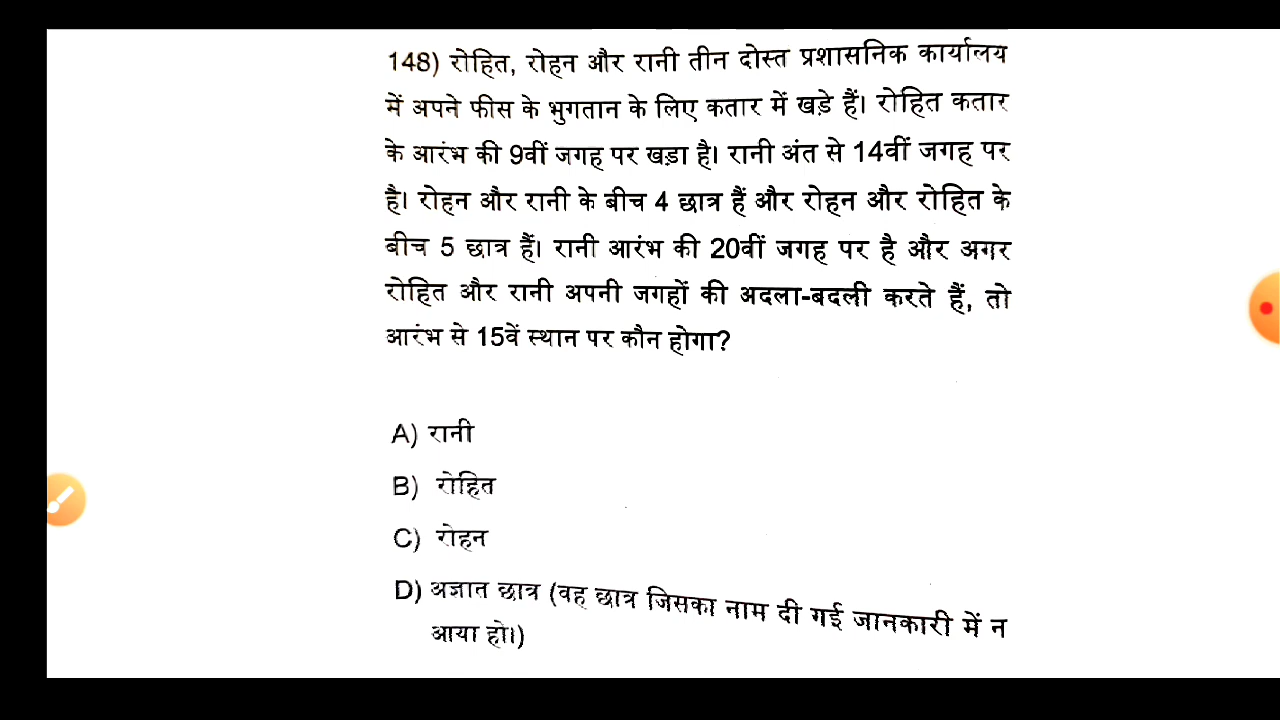 148) रोहित, रोहन और रानी तीन दोस्त प्रशासनिक कार्यालय
में अपने फीस के भुगतान के लिए कतार में खड़े हैं। रोहित कतार
के आरंभ की 9वीं जगह पर खड़ा है। रानी अंत से 14वीं जगह पर
है। रोहन और रानी के बीच 4 छात्र हैं और रोहन और रोहित के
बीच 5 छात्र हैं। रानी आरंभ की 20वीं जगह पर है और अगर
रोहित और रानी अपनी जगहों की अदला-बदली करते हैं, तो
आरंभ से 15वें स्थान पर कौन होगा?
A) रानी
B) रोहित
C) रोहन
D) अज्ञात छात्र (वह छात्र जिसका नाम दी गई जानकारी में न
आया हो।)